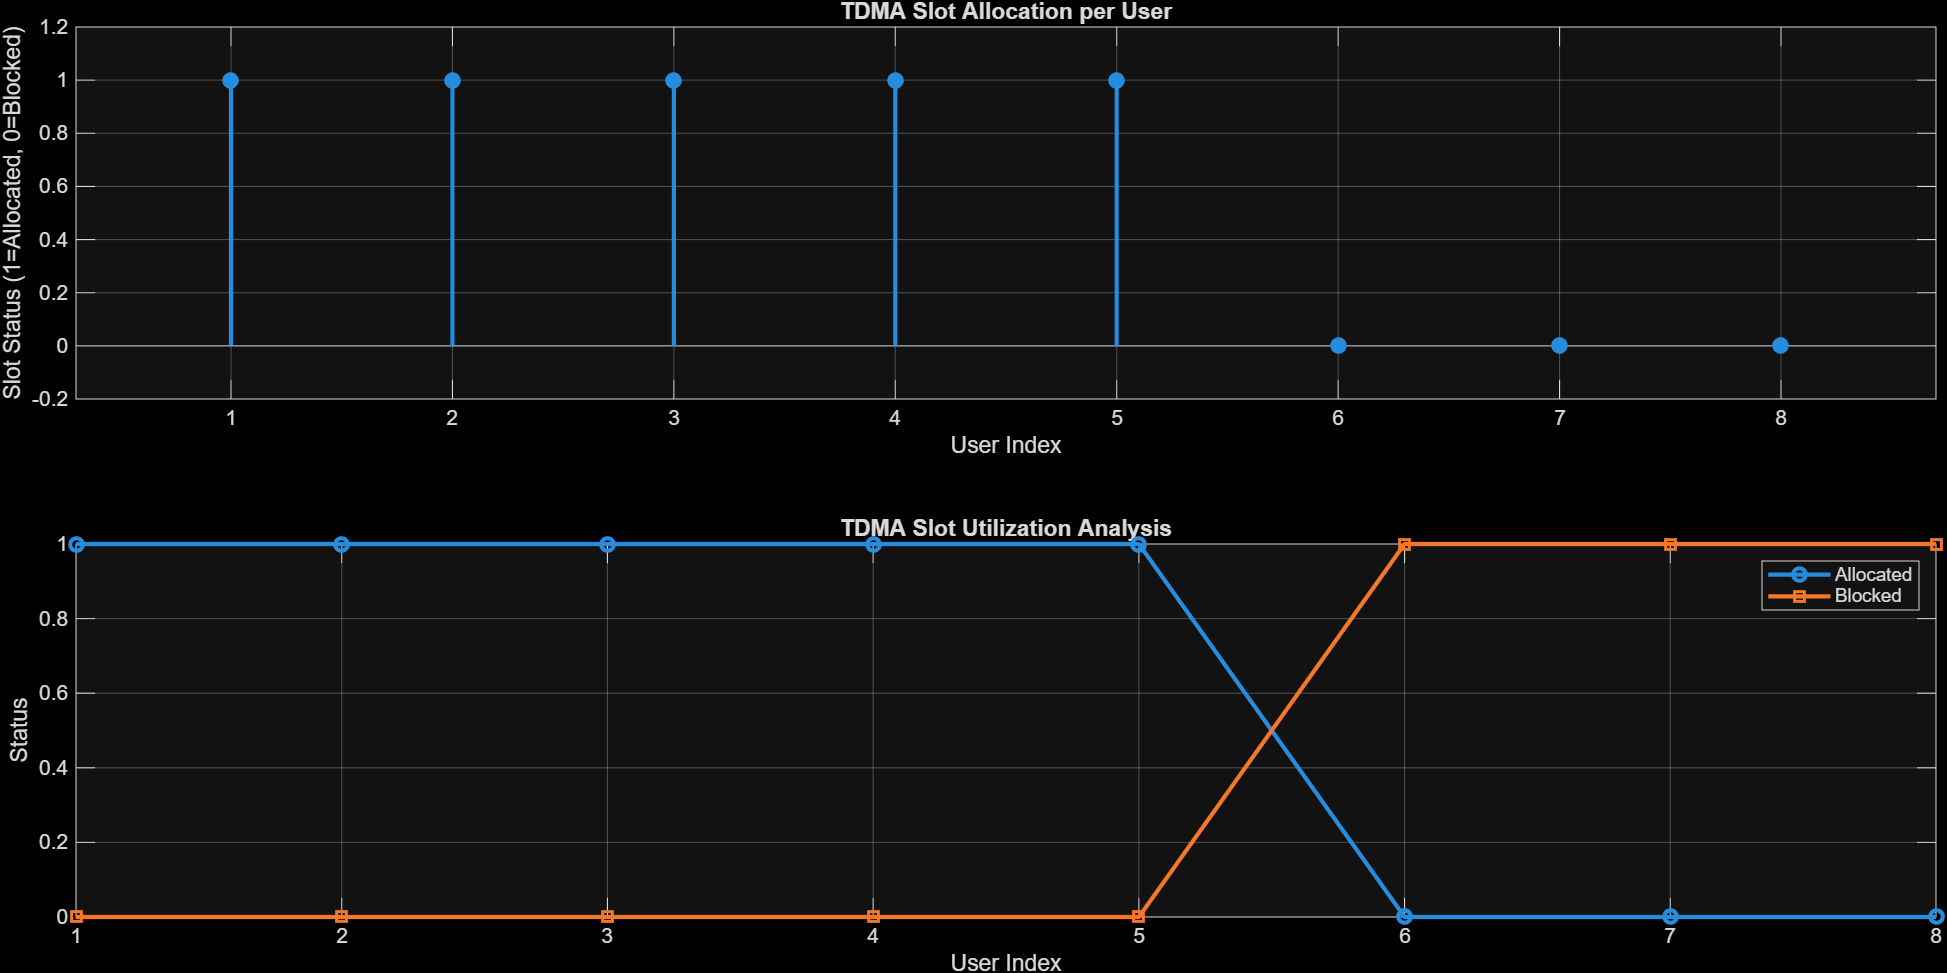 TDMA Slot Allocation per User
Slot Status (1=Allocated, 0=Blocked)
1.2
1
0.8
0.6
0.4
0.2
0
-0.2
1 2 3 4 5 6 7 8
User Index
TDMA Slot Utilization Analysis
Status
1
0.8
0.6
0.4
0.2
0
Allocated
Blocked
1 2 3 4 5 6 7 8
User Index